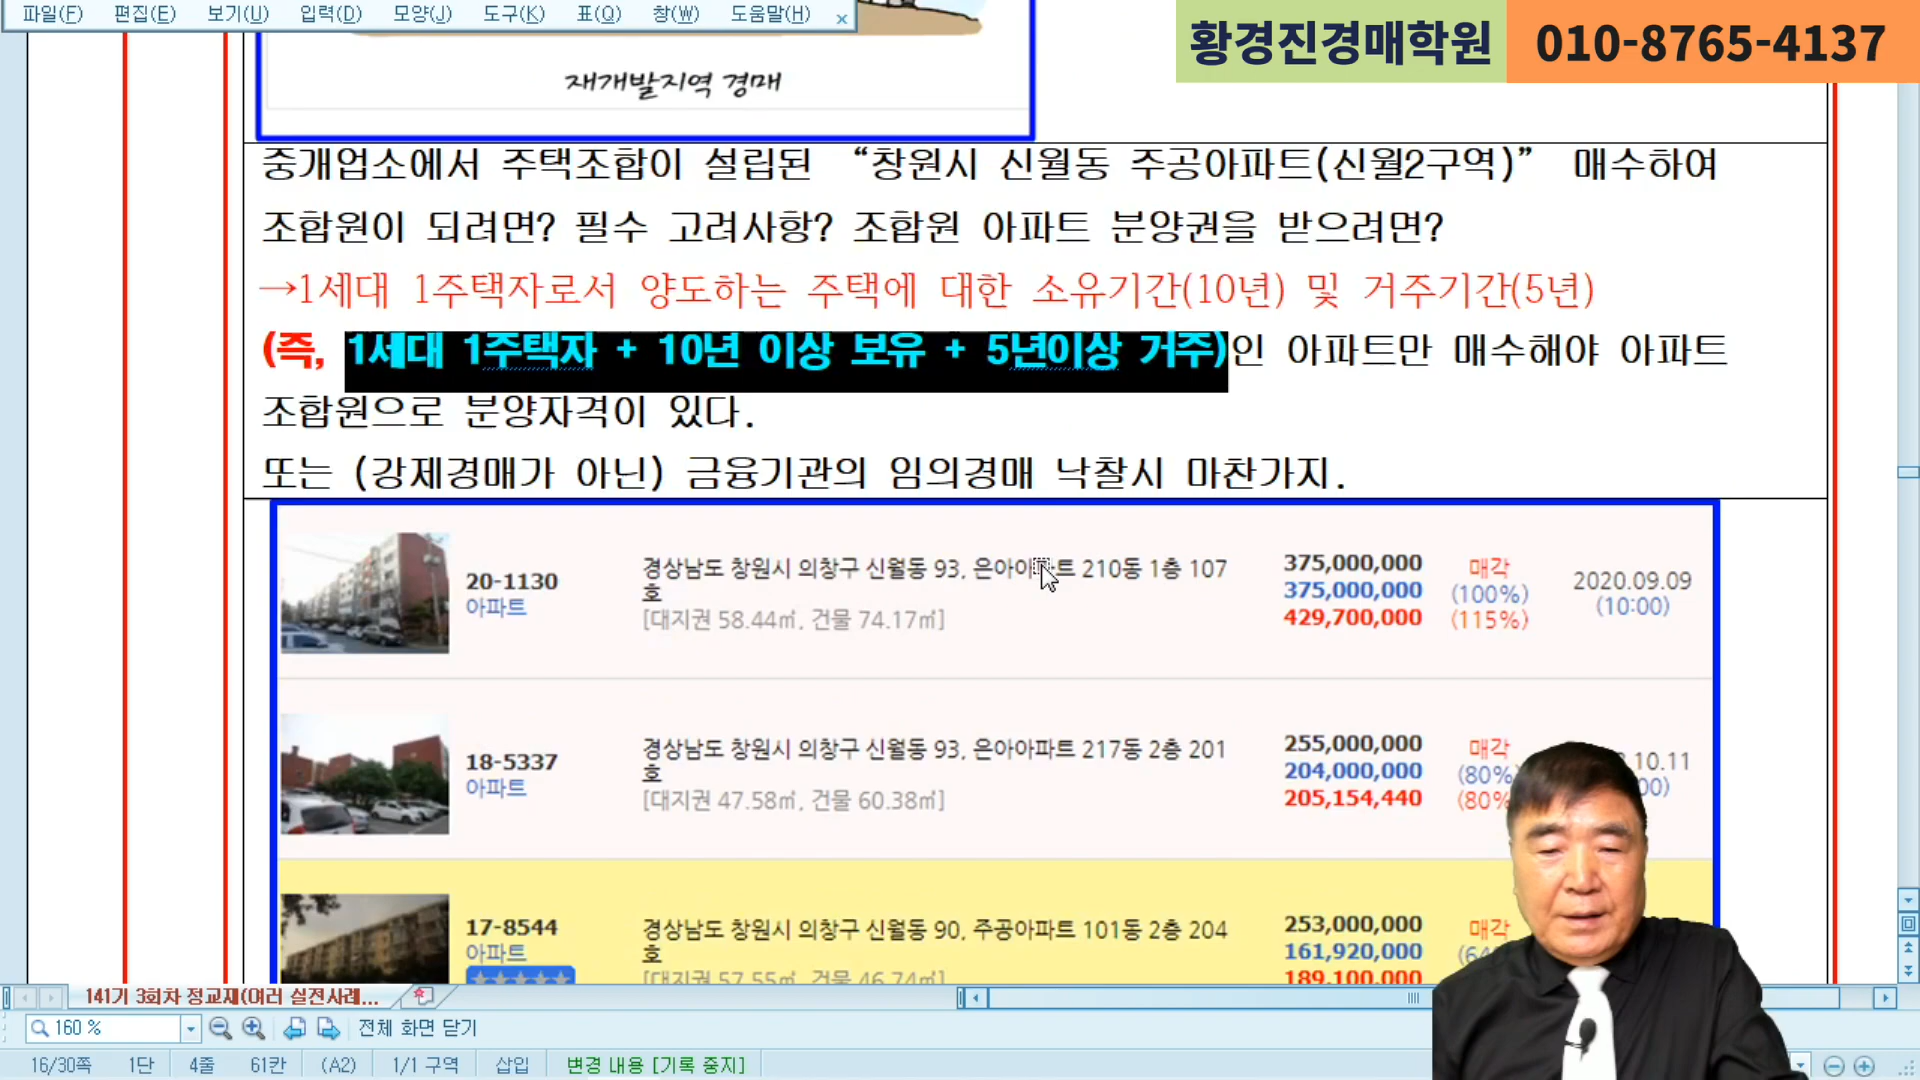 파일(F) 편집(E) 보기(U) 입력(D) 모양(J) 도구(K) 표(Q) 창(W) 도움말(H) x
황경진경매학원 010-8765-4137
재개발지역 경매
중개업소에서 주택조합이 설립된 “창원시 신월동 주공아파트(신월2구역)” 매수하여
조합원이 되려면? 필수 고려사항? 조합원 아파트 분양권을 받으려면?
→1세대 1주택자로서 양도하는 주택에 대한 소유기간(10년) 및 거주기간(5년)
(즉, 1세대 1주택자 + 10년 이상 보유 + 5년이상 거주)인 아파트만 매수해야 아파트
조합원으로 분양자격이 있다.
또는 (강제경매가 아닌) 금융기관의 임의경매 낙찰시 마찬가지.
20-1130
아파트
경상남도 창원시 의창구 신월동 93, 은아아파트 210동 1층 107
호
[대지권 58.44㎡, 건물 74.17㎡]
375,000,000
375,000,000
429,700,000
매각
(100%)
(115%)
2020.09.09
(10:00)
18-5337
아파트
경상남도 창원시 의창구 신월동 93, 은아아파트 217동 2층 201
호
[대지권 47.58㎡, 건물 60.38㎡]
255,000,000
204,000,000
205,154,440
매각
(80%)
(80%
10.11
00)
17-8544
아파트
경상남도 창원시 의창구 신월동 90, 주공아파트 101동 2층 204
호
[대지권 57.55㎡, 건물 46.74㎡]
253,000,000
161,920,000
189,100,000
매각
141기 3회차 정교재(여러 실전사례...
160 % 전체 화면 닫기
16/30쪽 1단 4줄 61칸 (A2) 1/1 구역 삽입 변경 내용 [기록 중지]